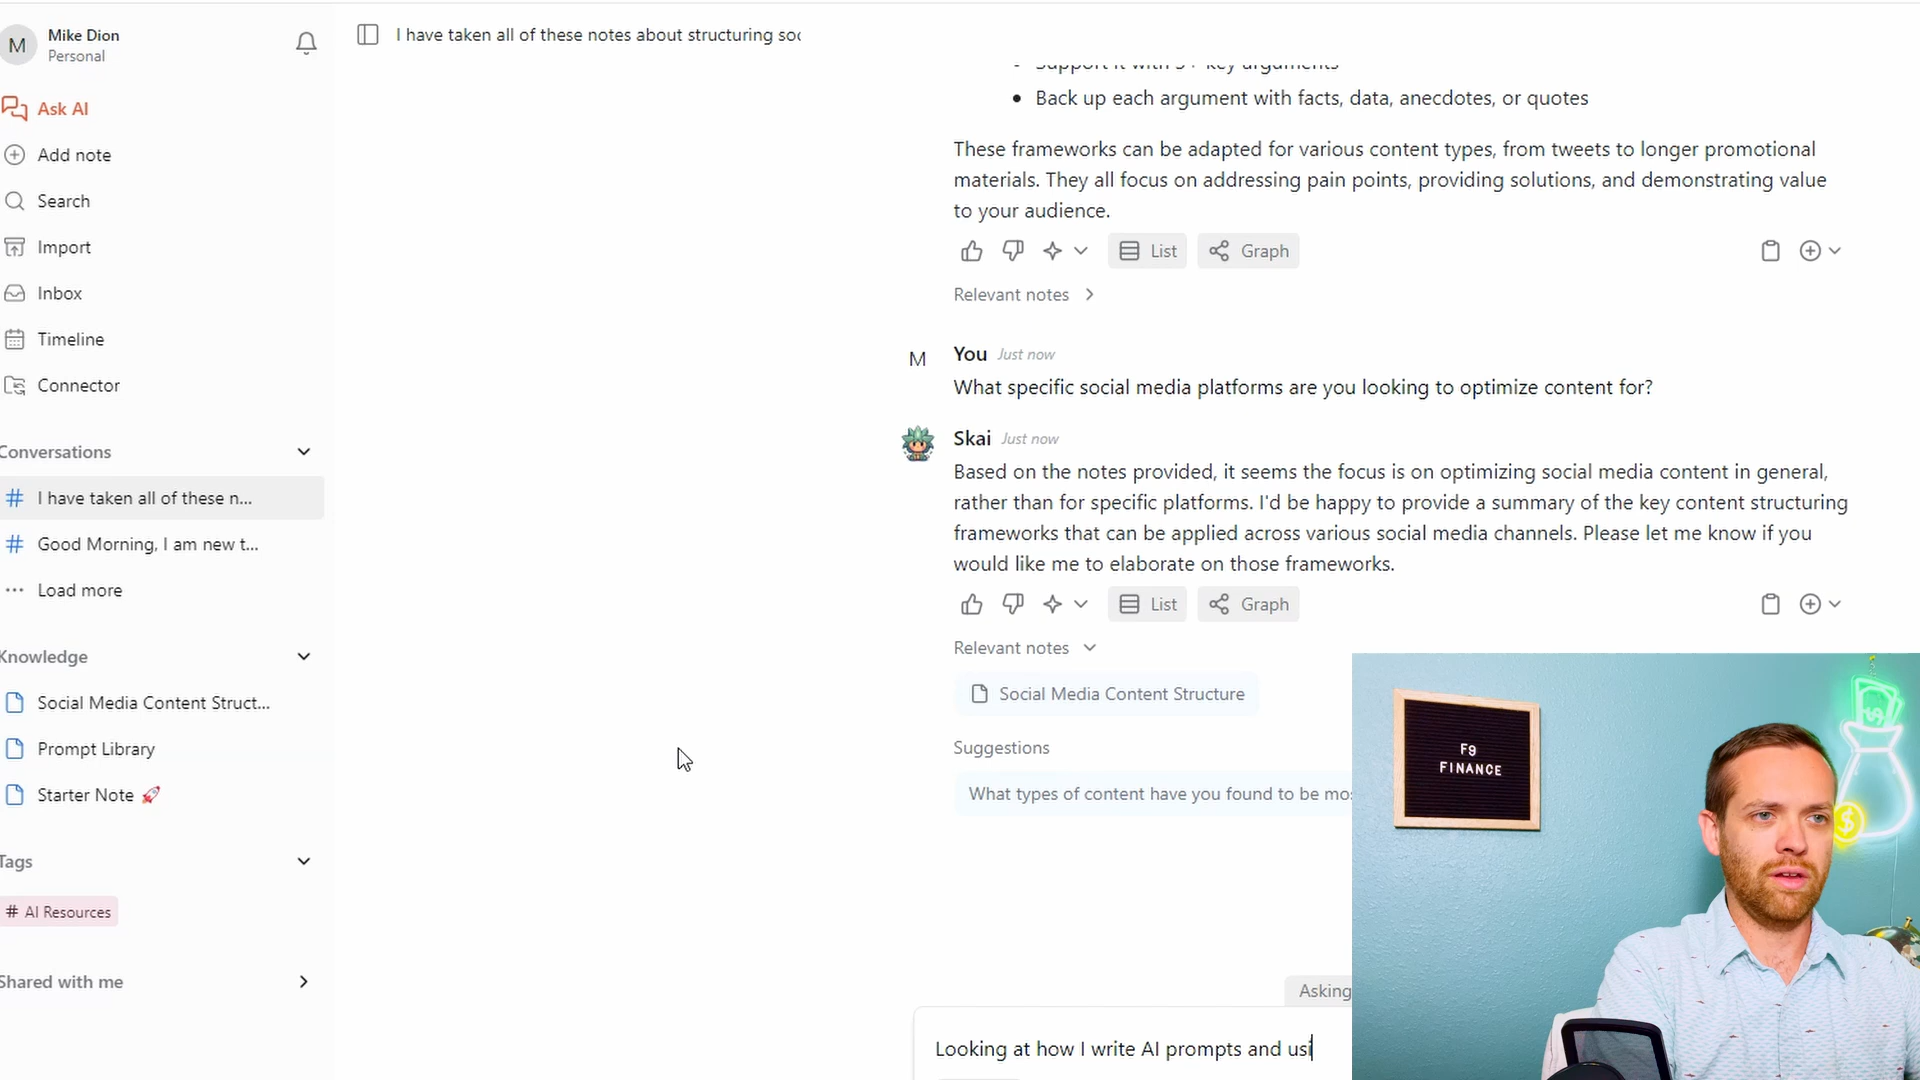 Mike Dion
Personal
M
Ask AI
Add note
Search
Import
Inbox
Timeline
Connector
Conversations
# I have taken all of these n...
# Good Morning, I am new t...
Load more
Knowledge
Social Media Content Struct...
Prompt Library
Starter Note 🚀
Tags
# AI Resources
Shared with me
I have taken all of these notes about structuring soc
- Support it with 3+ key arguments
• Back up each argument with facts, data, anecdotes, or quotes
These frameworks can be adapted for various content types, from tweets to longer promotional
materials. They all focus on addressing pain points, providing solutions, and demonstrating value
to your audience.
List Graph
Relevant notes
M You Just now
What specific social media platforms are you looking to optimize content for?
Skai Just now
Based on the notes provided, it seems the focus is on optimizing social media content in general,
rather than for specific platforms. I'd be happy to provide a summary of the key content structuring
frameworks that can be applied across various social media channels. Please let me know if you
would like me to elaborate on those frameworks.
List Graph
Relevant notes
Social Media Content Structure
Suggestions
What types of content have you found to be mos
Asking
Looking at how I write AI prompts and usi
F9
FINANCE
$